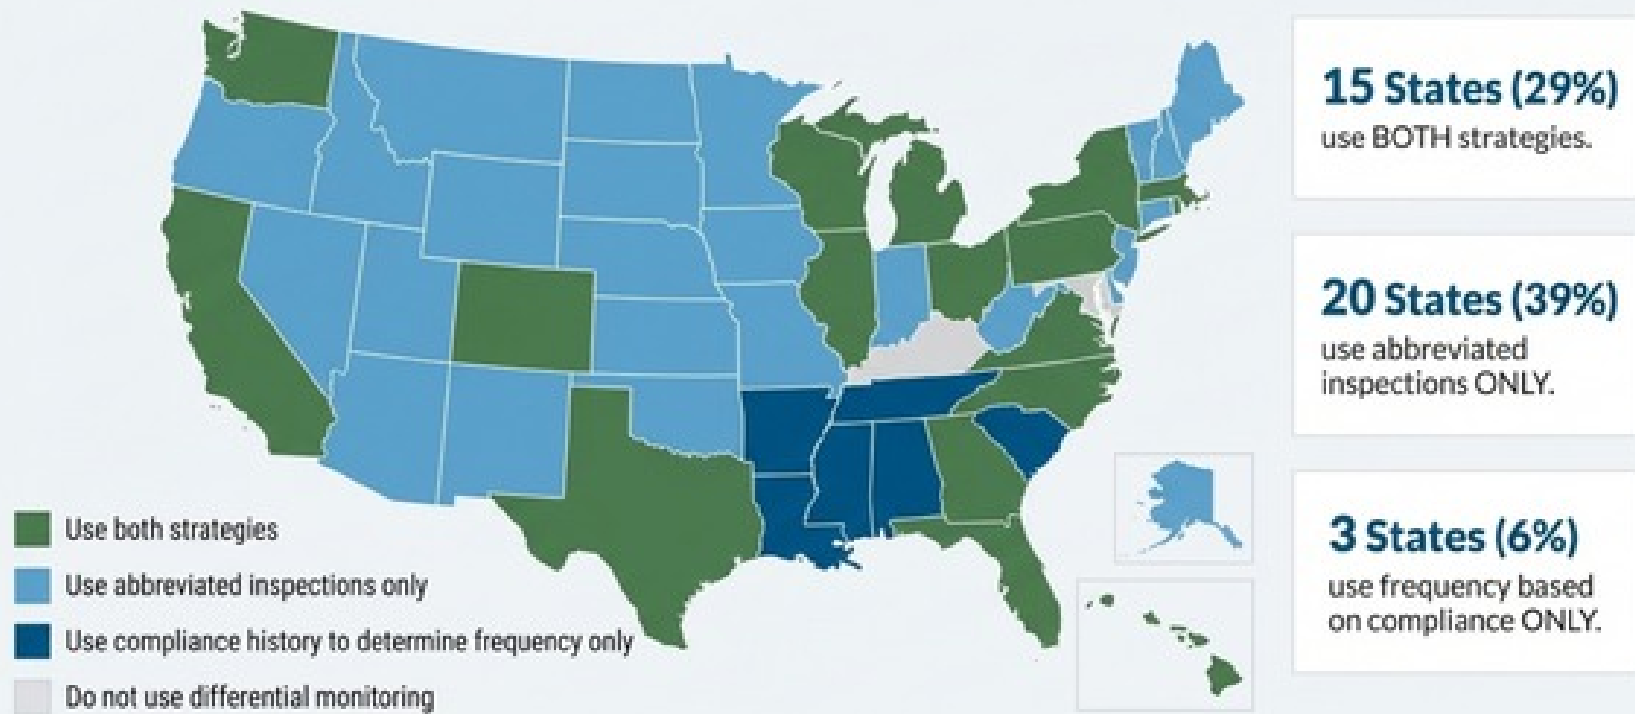 15 States (29%)
use BOTH strategies.
20 States (39%)
use abbreviated
inspections ONLY.
3 States (6%)
use frequency based
on compliance ONLY.
Use both strategies
Use abbreviated inspections only
Use compliance history to determine frequency only
Do not use differential monitoring